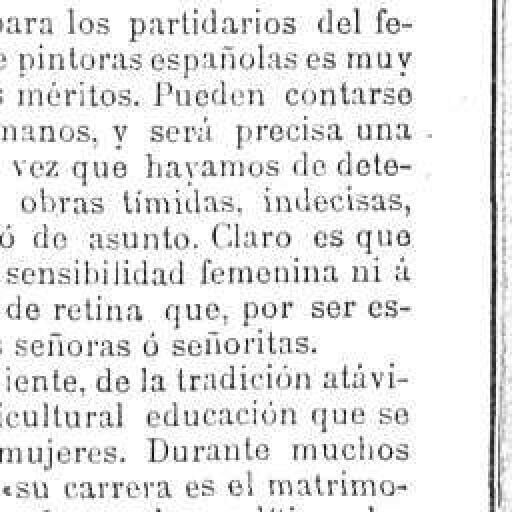 para los partidarios del fe-
e pintoras españolas es muy
s méritos. Pueden contarse
manos, y será precisa una
vez que hayamos de dete-
obras tímidas, indecisas,
ó de asunto. Claro es que
sensibilidad femenina ni á
de retina que, por ser es-
s señoras ó señoritas.
iente, de la tradición atávi-
icultural educación que se
mujeres. Durante muchos
«su carrera es el matrimo-